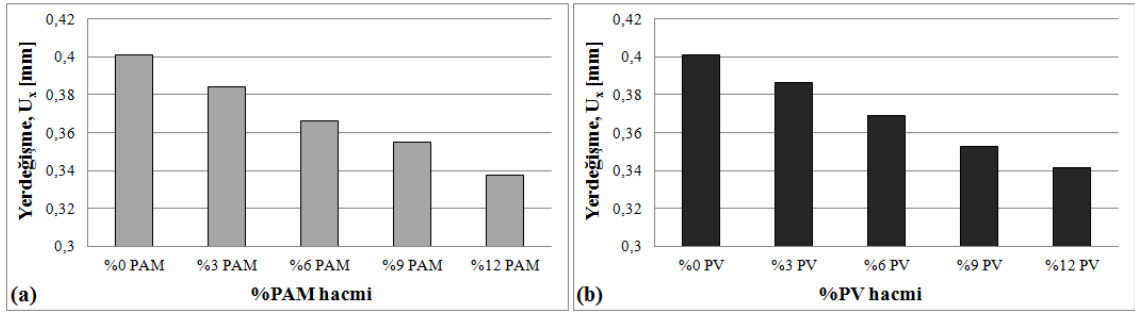 Yerdeğişme, Uₓ [mm]
0,42
0,4
0,38
0,36
0,34
0,32
0,3
%0 PAM %3 PAM %6 PAM %9 PAM %12 PAM
(a) %PAM hacmi
Yerdeğişme, Uₓ [mm]
0,42
0,4
0,38
0,36
0,34
0,32
0,3
%0 PV %3 PV %6 PV %9 PV %12 PV
(b) %PV hacmi